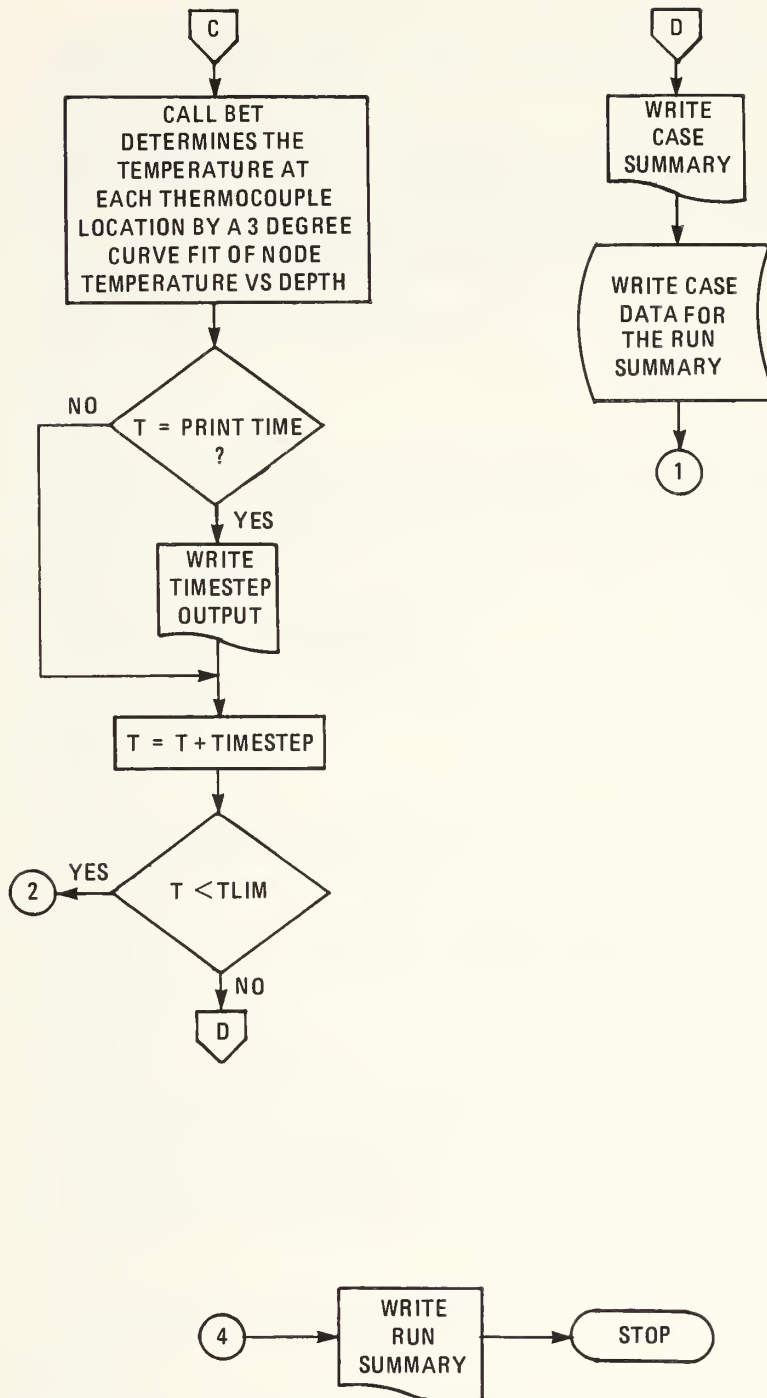 C
CALL BET
DETERMINES THE
TEMPERATURE AT
EACH THERMOCOUPLE
LOCATION BY A 3 DEGREE
CURVE FIT OF NODE
TEMPERATURE VS DEPTH
NO
T = PRINT TIME
?
YES
WRITE
TIMESTEP
OUTPUT
T = T + TIMESTEP
YES
2
T < TLIM
NO
D
D
WRITE
CASE
SUMMARY
WRITE CASE
DATA FOR
THE RUN
SUMMARY
1
4
WRITE
RUN
SUMMARY
STOP